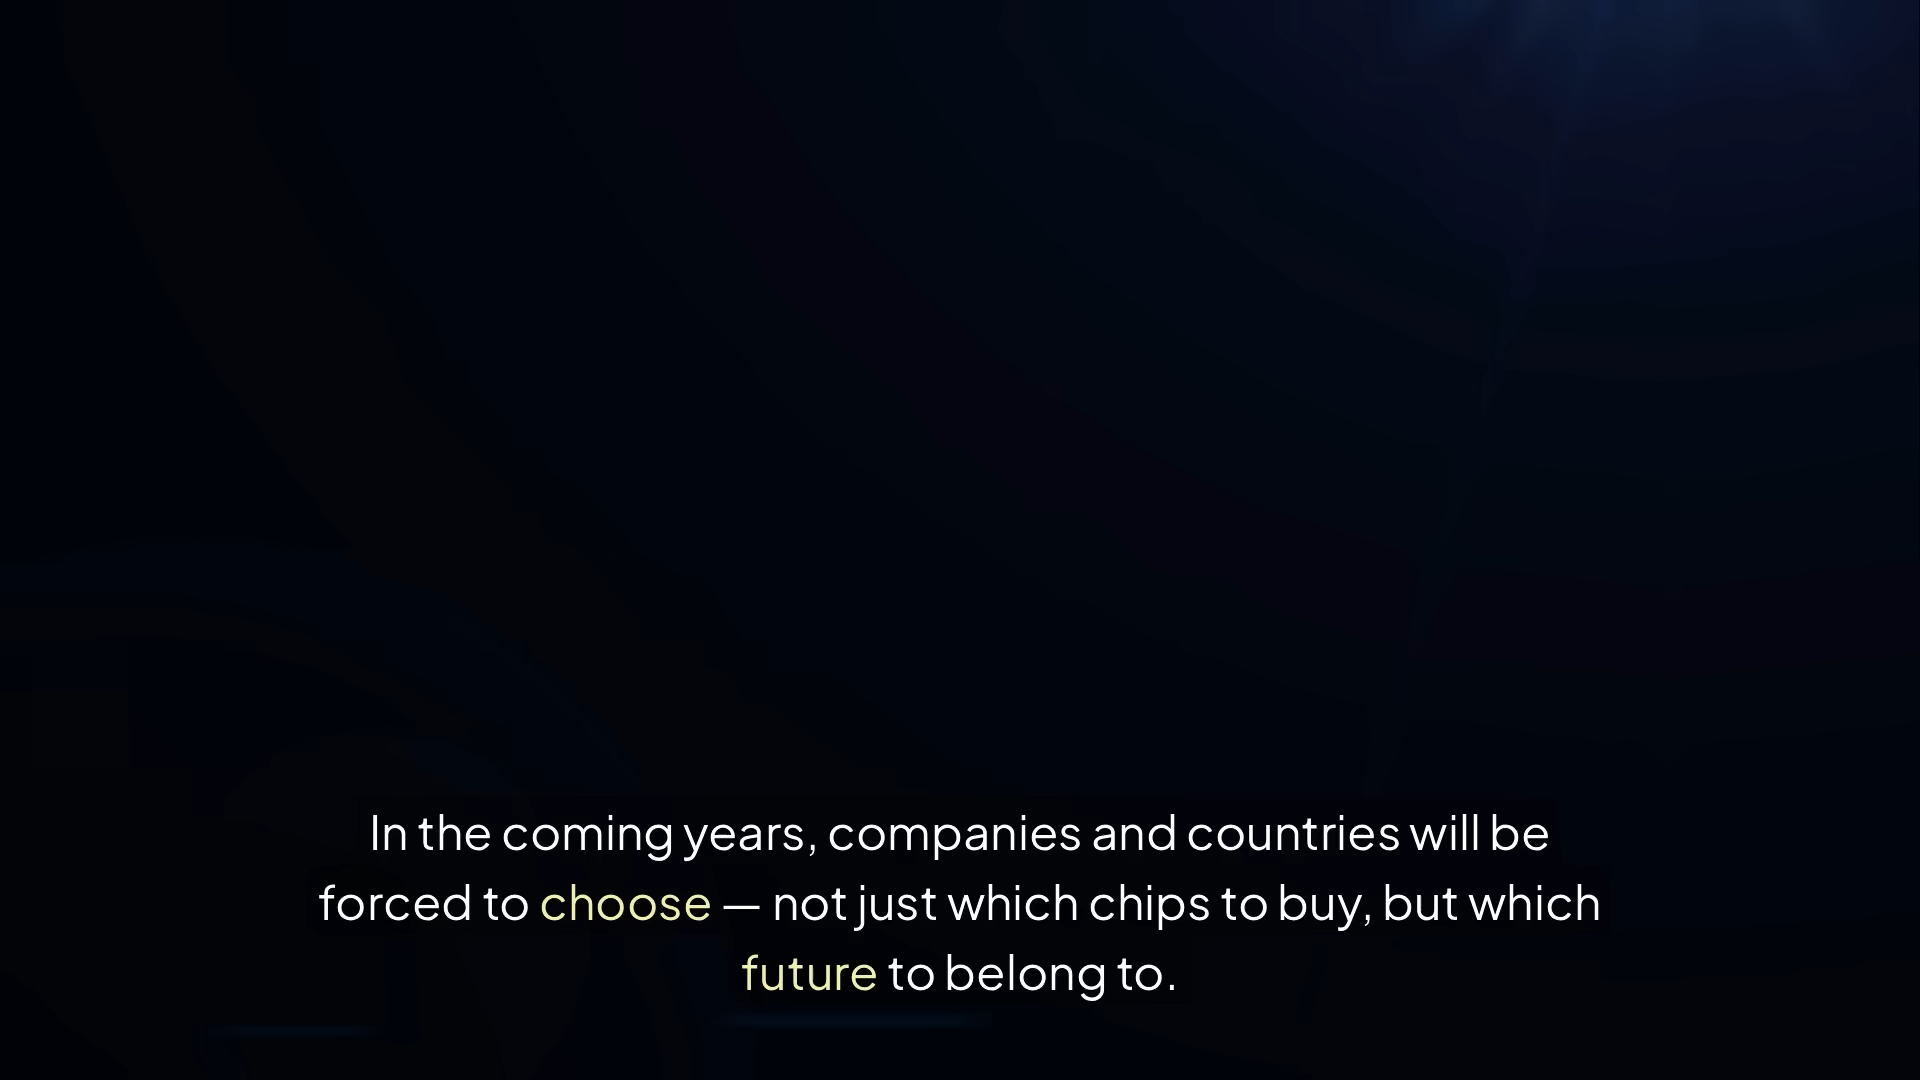 In the coming years, companies and countries will be
forced to choose — not just which chips to buy, but which
future to belong to.